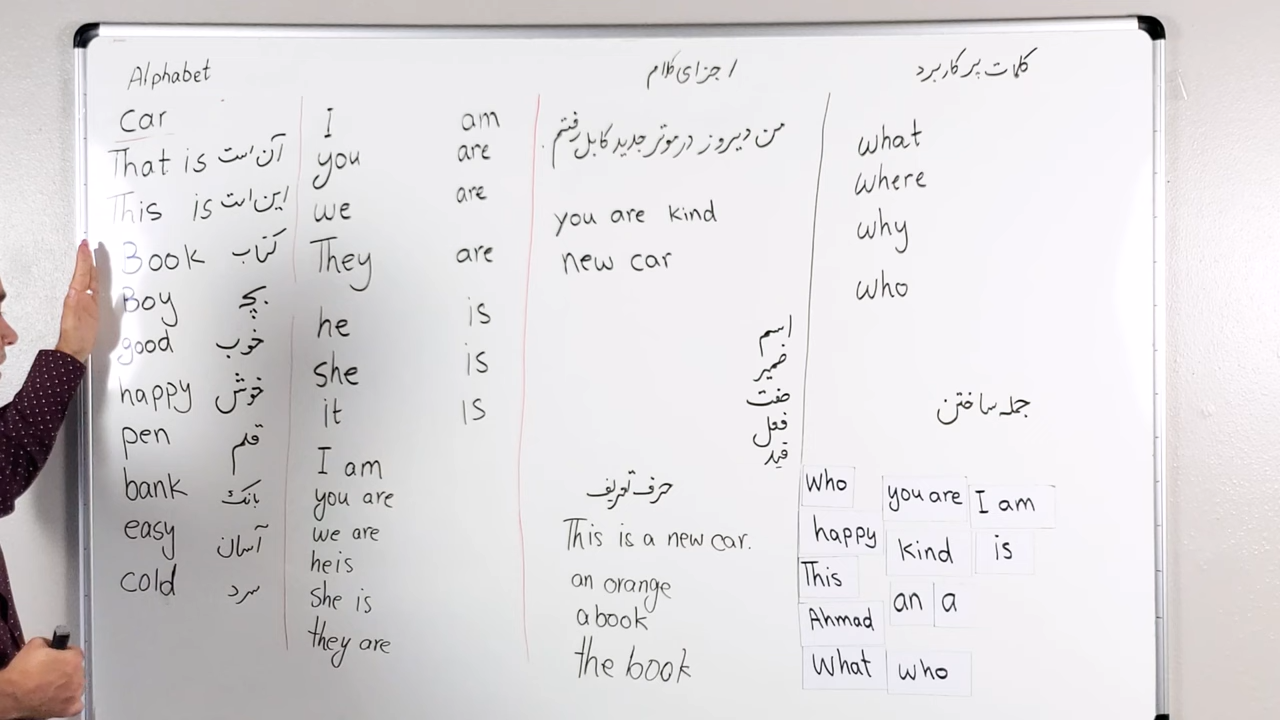 Alphabet
car
That is آن است
This is این است
Book کتاب
Boy بچه
good خوب
happy خوش
pen قلم
bank بانک
easy آسان
cold سرد
I am
you are
we are
They are
he is
she is
it is
I am
you are
we are
heis
She is
they are
اجزای کلام
من دیروز در موتر جدید کابل رفتم.
you are kind
new car
اسم
ضمیر
صفت
فعل
قید
حرف تعریف
This is a new car.
an orange
a book
the book
کلمات پر کاربرد
what
where
why
who
جمله ساختن
Who you are I am
happy kind is
This
an a
Ahmad
What who